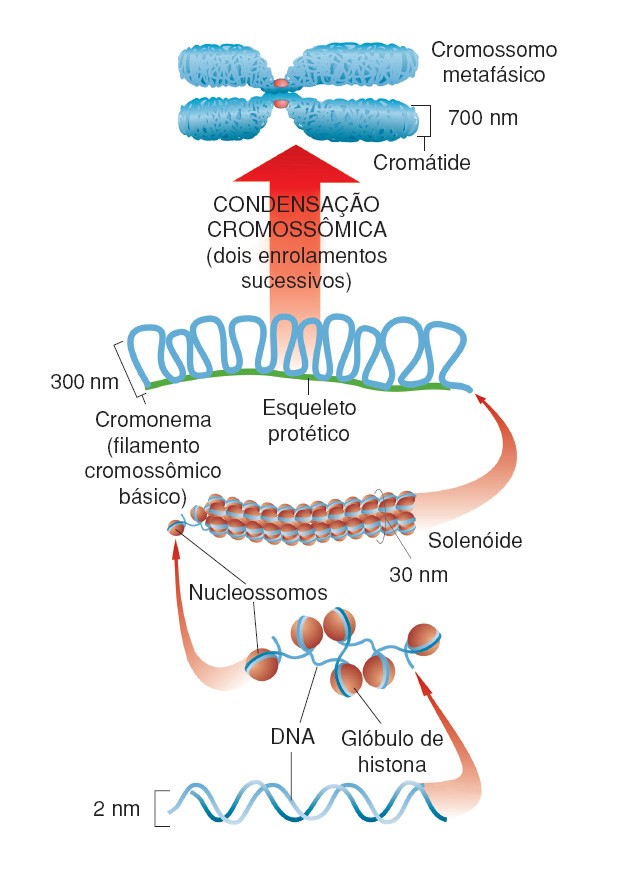 Cromossomo
metafásico
700 nm
Cromátide
CONDENSAÇÃO
CROMOSSÔMICA
(dois enrolamentos
sucessivos)
300 nm
Cromonema
(filamento
cromossômico
básico)
Esqueleto
protético
Solenóide
30 nm
Nucleossomos
DNA
Glóbulo de
histona
2 nm